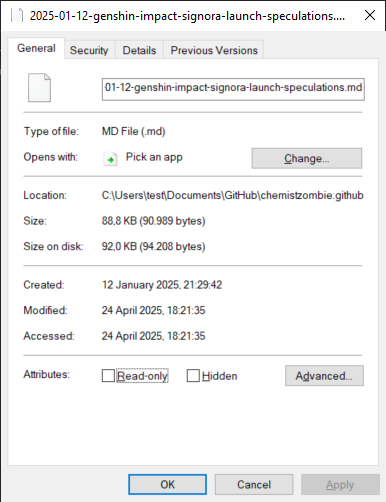 2025-01-12-genshin-impact-signora-launch-speculations....
General Security Details Previous Versions
01-12-genshin-impact-signora-launch-speculations.md
Type of file: MD File (.md)
Opens with: Pick an app Change...
Location: C:\Users\test\Documents\GitHub\chemistzombie.github
Size: 88,8 KB (90.989 bytes)
Size on disk: 92,0 KB (94.208 bytes)
Created: 12 January 2025, 21:29:42
Modified: 24 April 2025, 18:21:35
Accessed: 24 April 2025, 18:21:35
Attributes: Read-only Hidden Advanced...
OK Cancel Apply